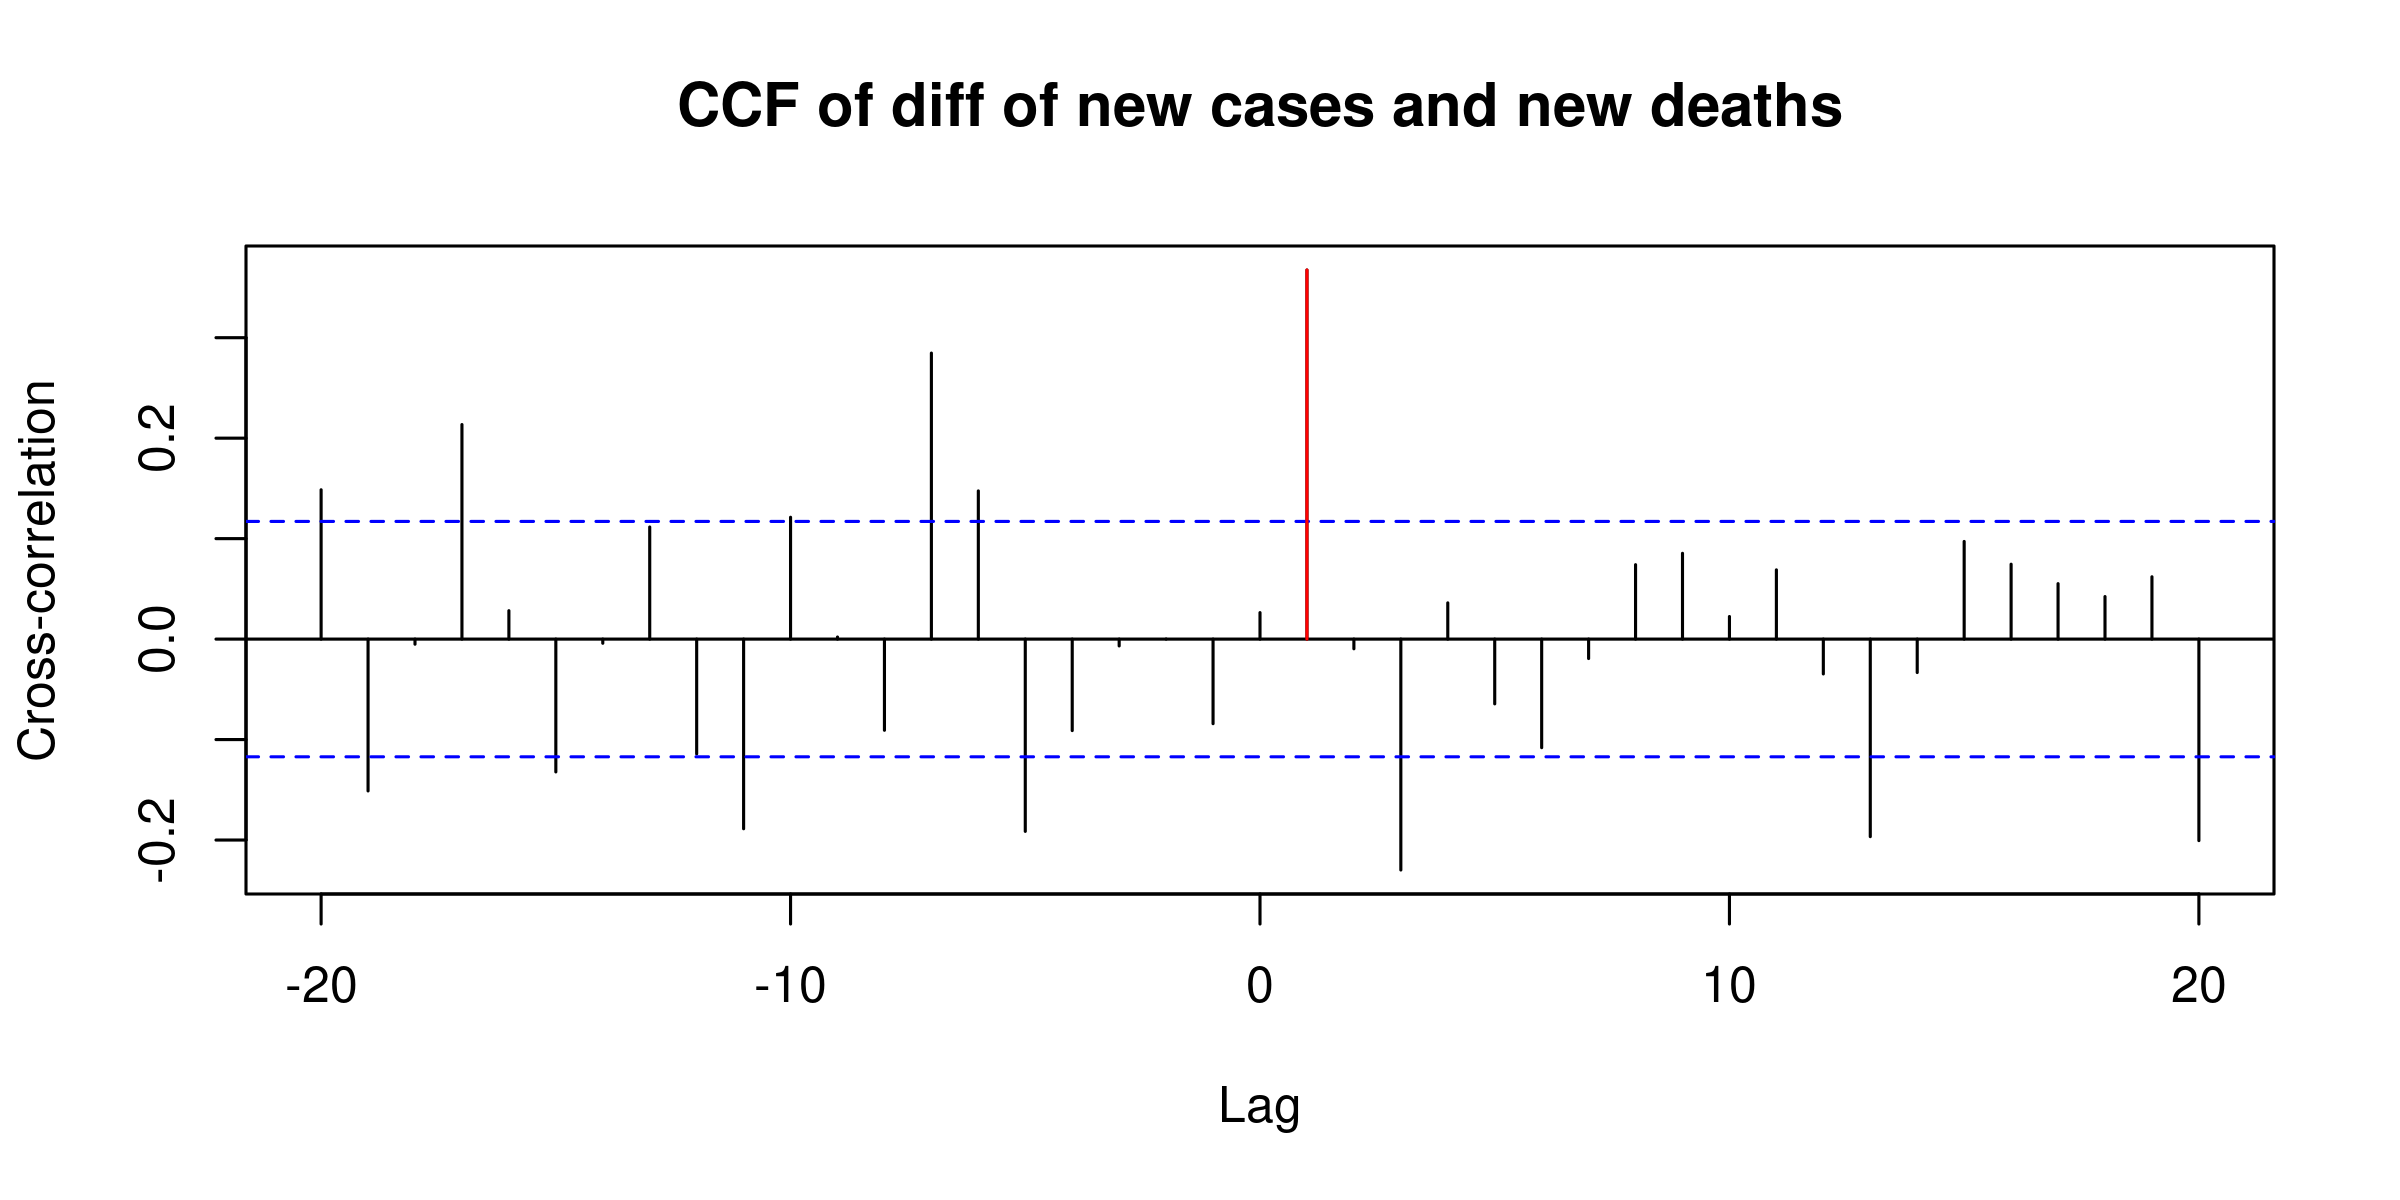 CCF of diff of new cases and new deaths
Cross-correlation
0.2
0.0
-0.2
-20 -10 0 10 20
Lag